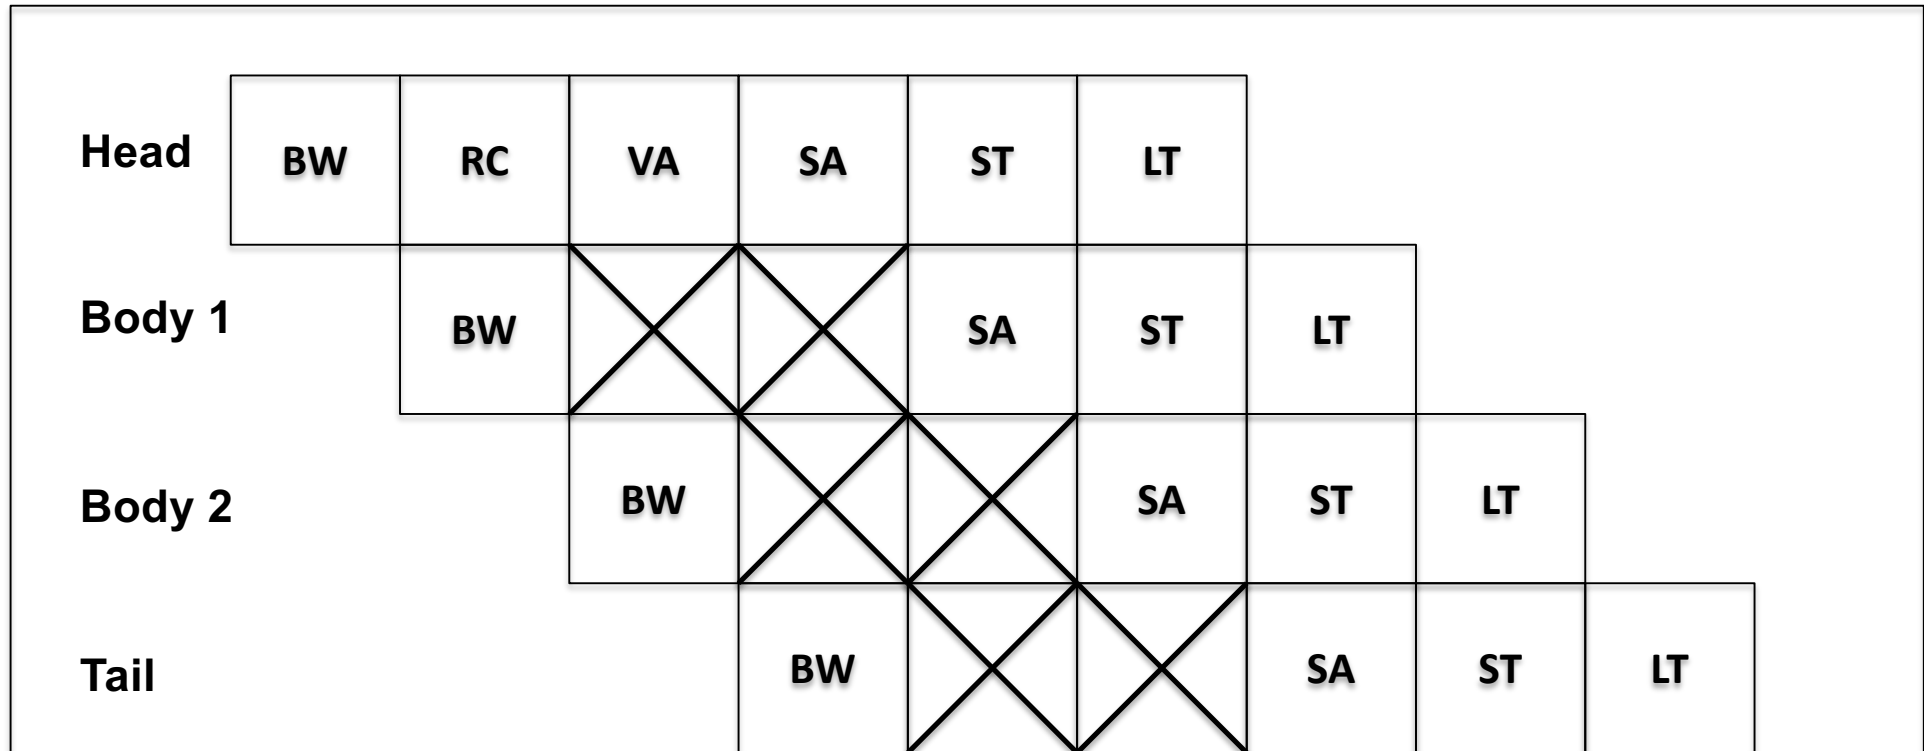 Head BW RC VA SA ST LT
Body 1 BW SA ST LT
Body 2 BW SA ST LT
Tail BW SA ST LT